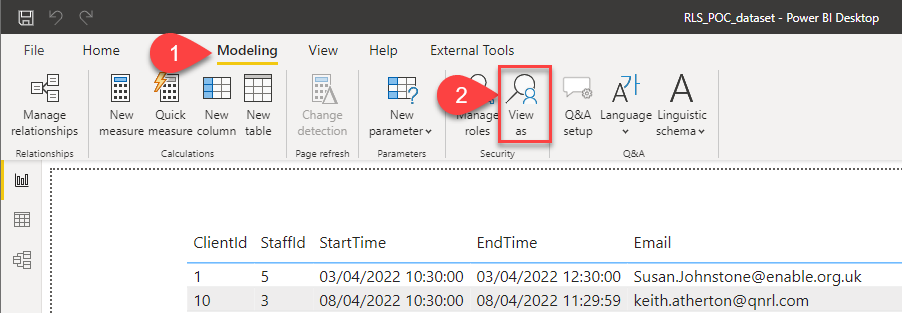 RLS_POC_dataset - Power BI Desktop
File Home Modeling View Help External Tools
1
2
Manage relationships
New measure
Quick measure
New column
New table
Change detection
New parameter
Manage roles
View as
Q&A setup
Language
Linguistic schema
Relationships Calculations Page refresh Parameters Security Q&A
ClientId StaffId StartTime EndTime Email
1 5 03/04/2022 10:30:00 03/04/2022 12:30:00 Susan.Johnstone@enable.org.uk
10 3 08/04/2022 10:30:00 08/04/2022 11:29:59 keith.atherton@qnrl.com